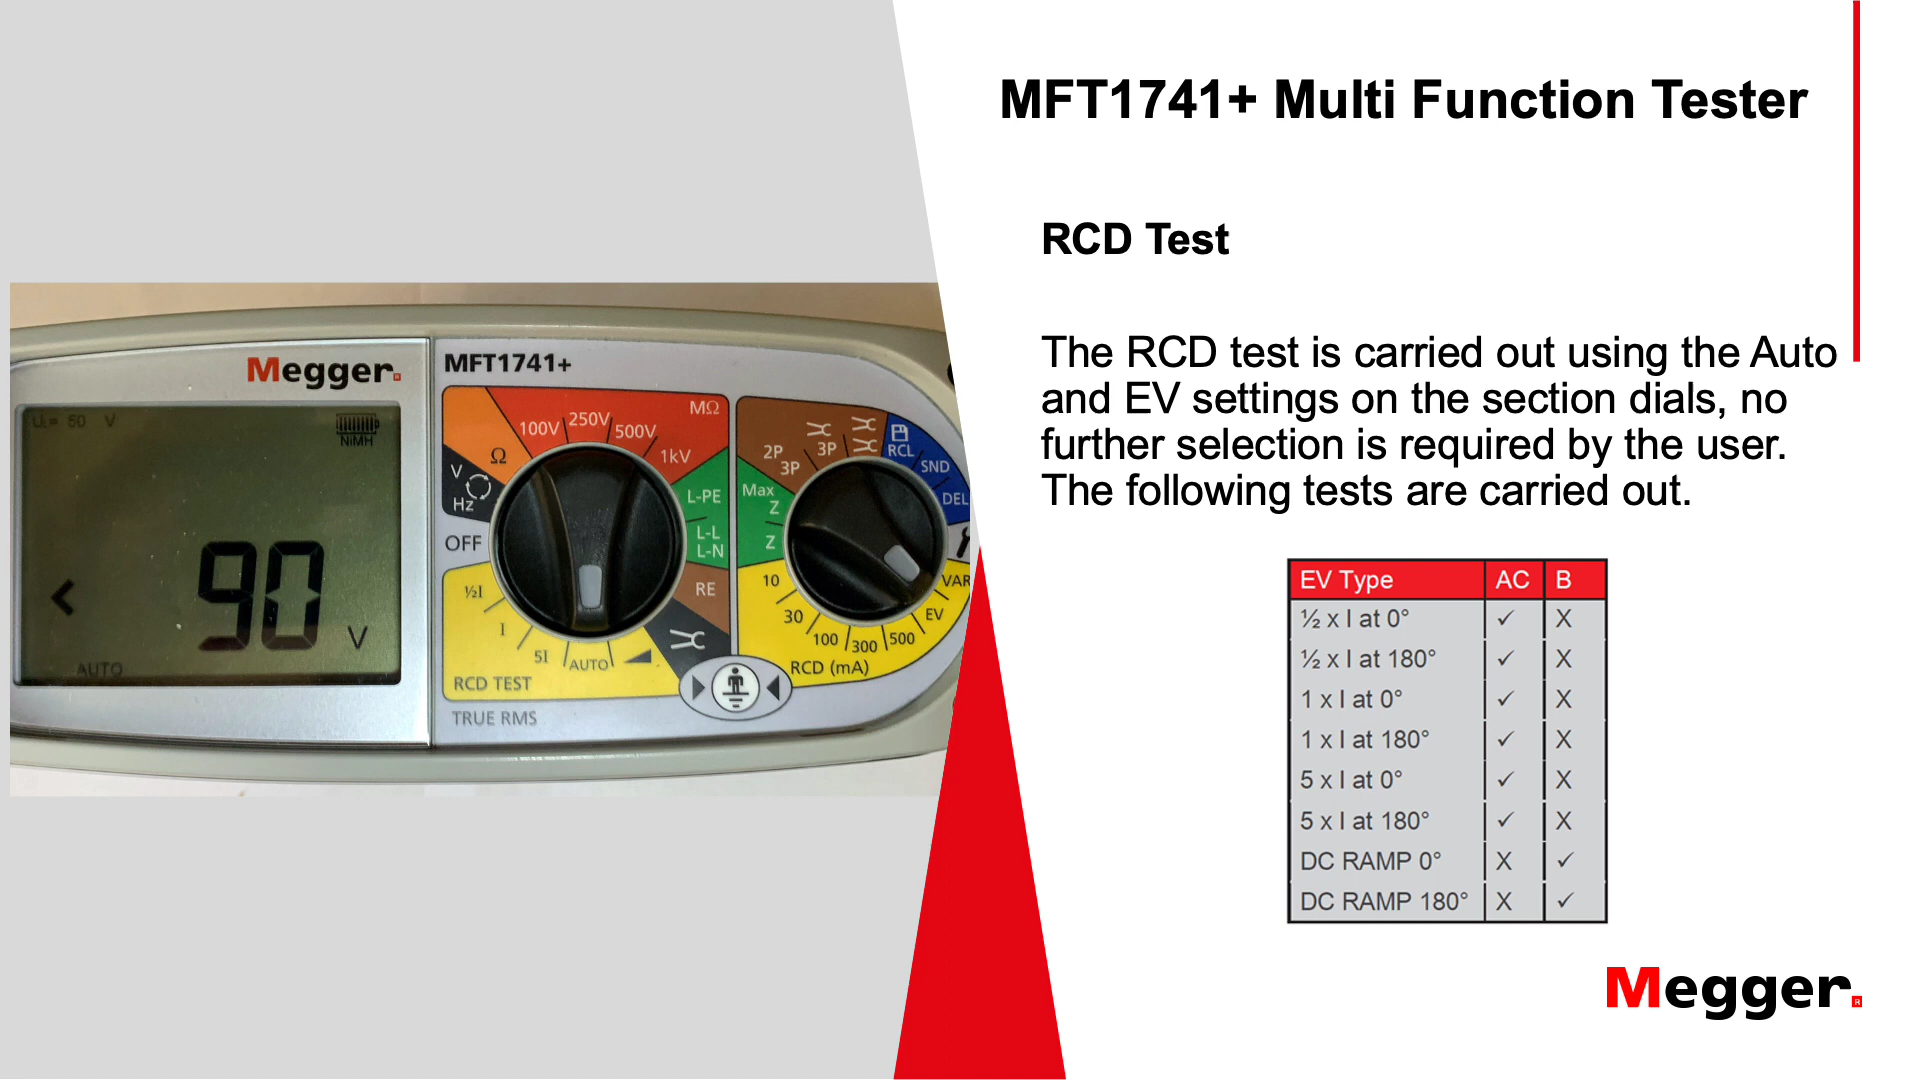 MFT1741+ Multi Function Tester
RCD Test
The RCD test is carried out using the Auto
and EV settings on the section dials, no
further selection is required by the user.
The following tests are carried out.
EV Type AC B
½ x I at 0° ✓ X
½ x I at 180° ✓ X
1 x I at 0° ✓ X
1 x I at 180° ✓ X
5 x I at 0° ✓ X
5 x I at 180° ✓ X
DC RAMP 0° X ✓
DC RAMP 180° X ✓
Megger
Megger
MFT1741+
50 V
NiMH
< 90 V
AUTO
MΩ
100V 250V 500V 1kV
Ω
V
Hz
OFF
L-PE
L-L
L-N
RE
½I
I
5I
AUTO
RCD TEST
TRUE RMS
2P
3P
3P
RCL
SND
DEL
Max
Z
Z
10
30
100
300
500
EV
VAR
RCD (mA)